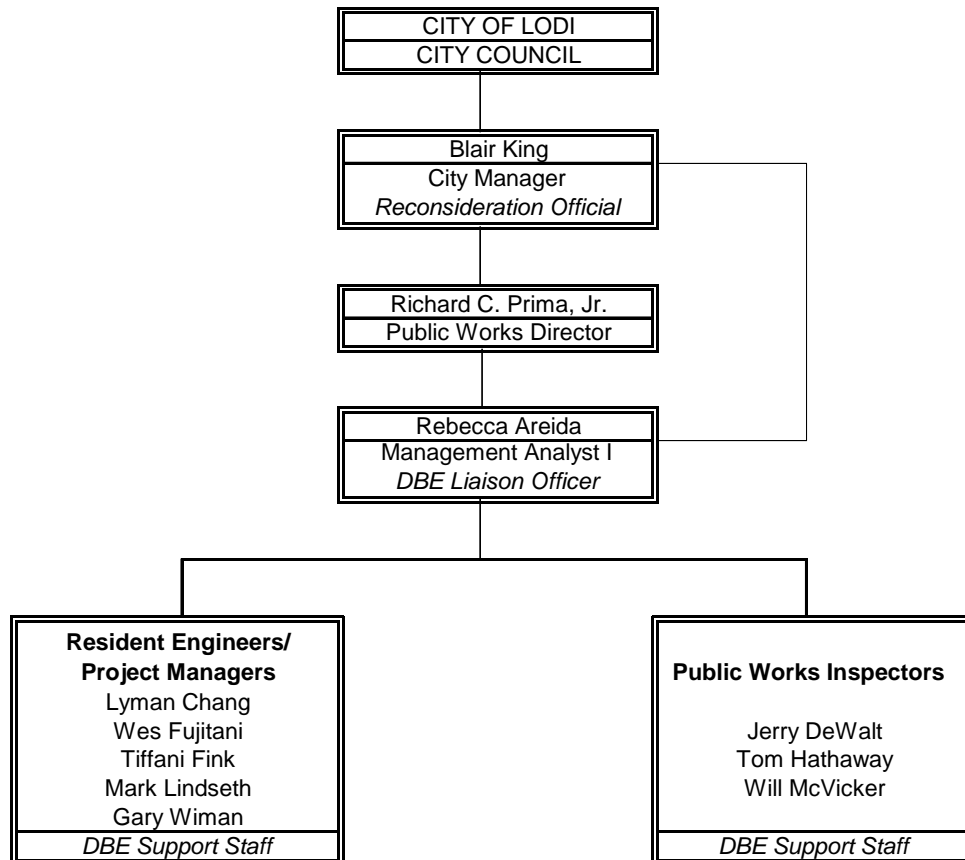 CITY OF LODI
CITY COUNCIL
Blair King
City Manager
Reconsideration Official
Richard C. Prima, Jr.
Public Works Director
Rebecca Areida
Management Analyst I
DBE Liaison Officer
Resident Engineers/
Project Managers
Lyman Chang
Wes Fujitani
Tiffani Fink
Mark Lindseth
Gary Wiman
DBE Support Staff
Public Works Inspectors
Jerry DeWalt
Tom Hathaway
Will McVicker
DBE Support Staff